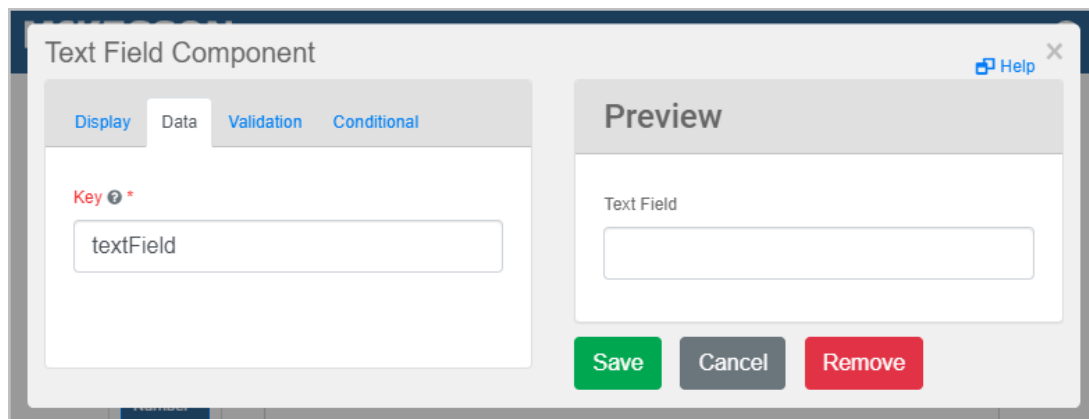 Text Field Component
Help
Display Data Validation Conditional
Key *
textField
Preview
Text Field
Save Cancel Remove